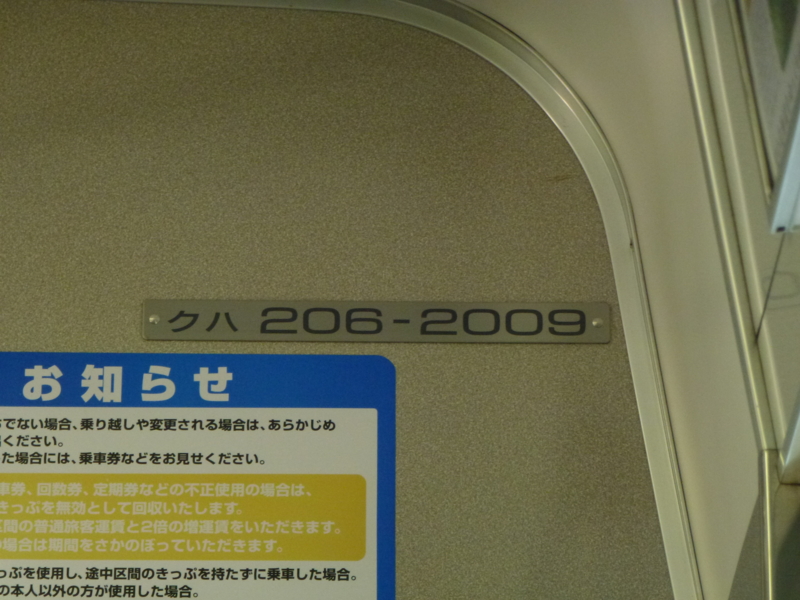 クハ 206-2009
お知らせ
でない場合、乗り越しや変更される場合は、あらかじめ
ください。
た場合には、乗車券などをお見せください。
車券、回数券、定期券などの不正使用の場合は、
きっぷを無効として回収いたします。
区間の普通旅客運賃と2倍の増運賃をいただきます。
場合は期間をさかのぼっていただきます。
っぷを使用し、途中区間のきっぷを持たずに乗車した場合。
の本人以外の方が使用した場合。